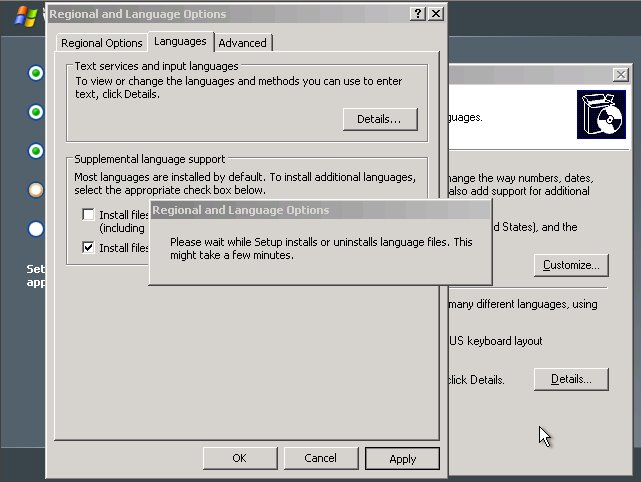 Regional and Language Options
Regional Options
Languages
Advanced
Text services and input languages
To view or change the languages and methods you can use to enter
text, click Details.
Details...
Supplemental language support
Most languages are installed by default. To install additional languages,
select the appropriate check box below.
Install files
(including
Install files
Regional and Language Options
Please wait while Setup installs or uninstalls language files. This
might take a few minutes.
OK
Cancel
Apply
guages.
ange the way numbers, dates,
also add support for additional
d States), and the
Customize...
many different languages, using
US keyboard layout
click Details.
Details...
Set
app